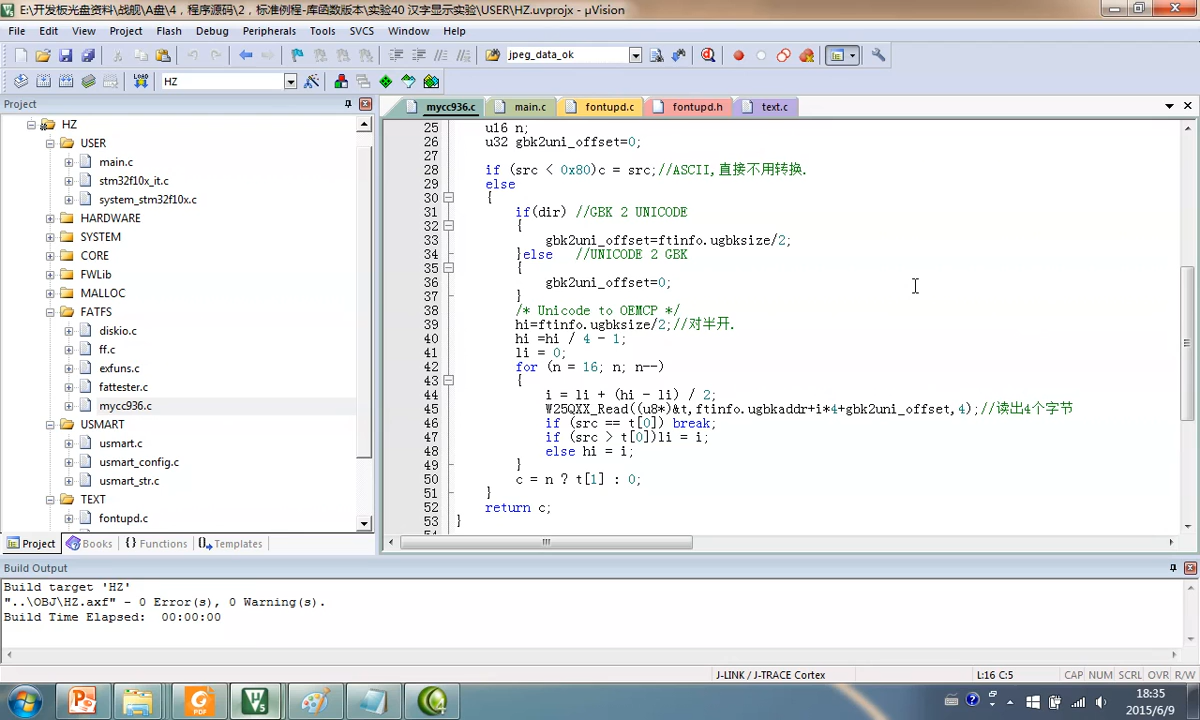 E:\开发板光盘资料\战舰\A盘\4，程序源码\2，标准例程-库函数版本\实验40 汉字显示实验\USER\HZ.uvprojx - µVision
File Edit View Project Flash Debug Peripherals Tools SVCS Window Help
jpeg_data_ok
LOAD HZ
Project
mycc936.c main.c fontupd.c fontupd.h text.c
HZ
USER
main.c
stm32f10x_it.c
system_stm32f10x.c
HARDWARE
SYSTEM
CORE
FWLib
MALLOC
FATFS
diskio.c
ff.c
exfuns.c
fattester.c
mycc936.c
USMART
usmart.c
usmart_config.c
usmart_str.c
TEXT
fontupd.c
Project Books {} Functions Templates
25 u16 n;
26 u32 gbk2uni_offset=0;
27
28 if (src < 0x80)c = src;//ASCII,直接不用转换.
29 else
30 {
31 if(dir) //GBK 2 UNICODE
32 {
33 gbk2uni_offset=ftinfo.ugbksize/2;
34 }else //UNICODE 2 GBK
35 {
36 gbk2uni_offset=0;
37 }
38 /* Unicode to OEMCP */
39 hi=ftinfo.ugbksize/2;//对半开.
40 hi =hi / 4 - 1;
41 li = 0;
42 for (n = 16; n; n--)
43 {
44 i = li + (hi - li) / 2;
45 W25QXX_Read((u8*)&t,ftinfo.ugbkaddr+i*4+gbk2uni_offset,4);//读出4个字节
46 if (src == t[0]) break;
47 if (src > t[0])li = i;
48 else hi = i;
49 }
50 c = n ? t[1] : 0;
51 }
52 return c;
53 }
Build Output
Build target 'HZ'
"..\OBJ\HZ.axf" - 0 Error(s), 0 Warning(s).
Build Time Elapsed: 00:00:00
J-LINK / J-TRACE Cortex L:16 C:5 CAP NUM SCRL OVR R/W
18:35
2015/6/9